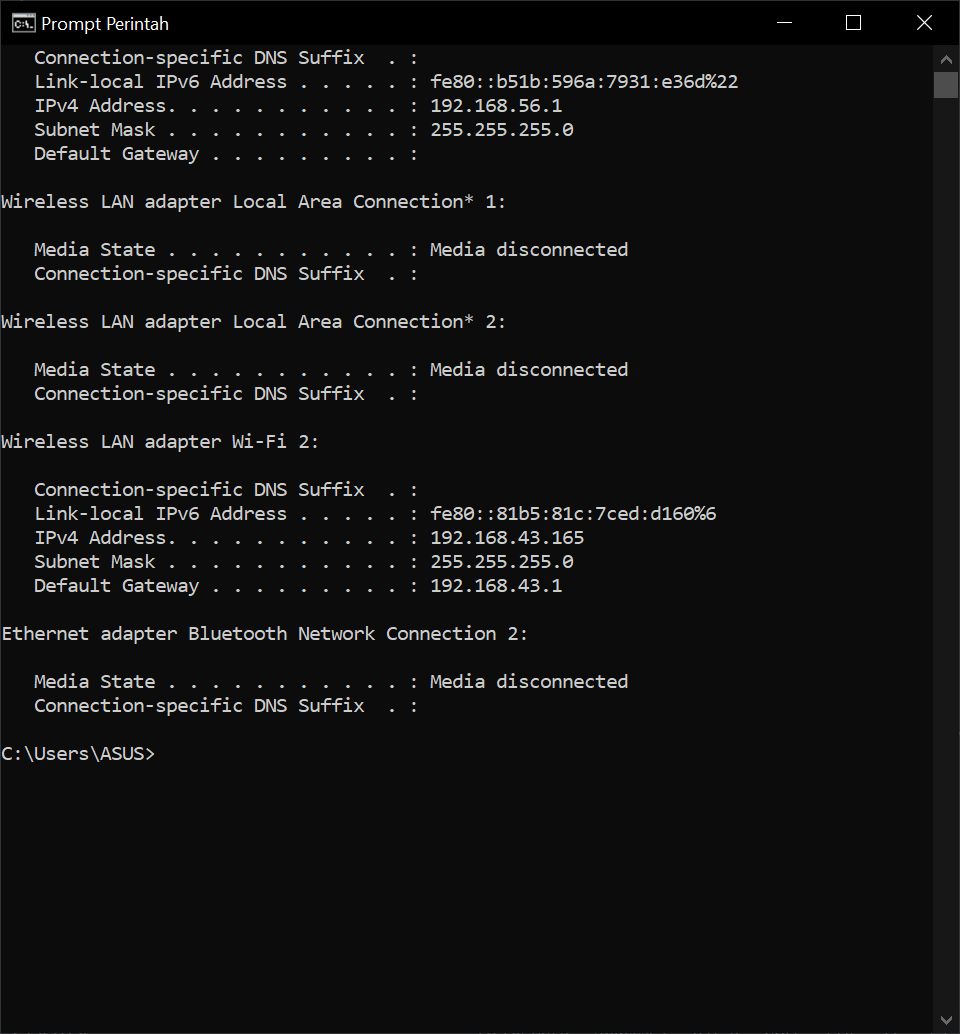 Prompt Perintah
   Connection-specific DNS Suffix  . :
   Link-local IPv6 Address . . . . . : fe80::b51b:596a:7931:e36d%22
   IPv4 Address. . . . . . . . . . . : 192.168.56.1
   Subnet Mask . . . . . . . . . . . : 255.255.255.0
   Default Gateway . . . . . . . . . :
Wireless LAN adapter Local Area Connection* 1:
   Media State . . . . . . . . . . . : Media disconnected
   Connection-specific DNS Suffix  . :
Wireless LAN adapter Local Area Connection* 2:
   Media State . . . . . . . . . . . : Media disconnected
   Connection-specific DNS Suffix  . :
Wireless LAN adapter Wi-Fi 2:
   Connection-specific DNS Suffix  . :
   Link-local IPv6 Address . . . . . : fe80::81b5:81c:7ced:d160%6
   IPv4 Address. . . . . . . . . . . : 192.168.43.165
   Subnet Mask . . . . . . . . . . . : 255.255.255.0
   Default Gateway . . . . . . . . . : 192.168.43.1
Ethernet adapter Bluetooth Network Connection 2:
   Media State . . . . . . . . . . . : Media disconnected
   Connection-specific DNS Suffix  . :
C:\Users\ASUS>